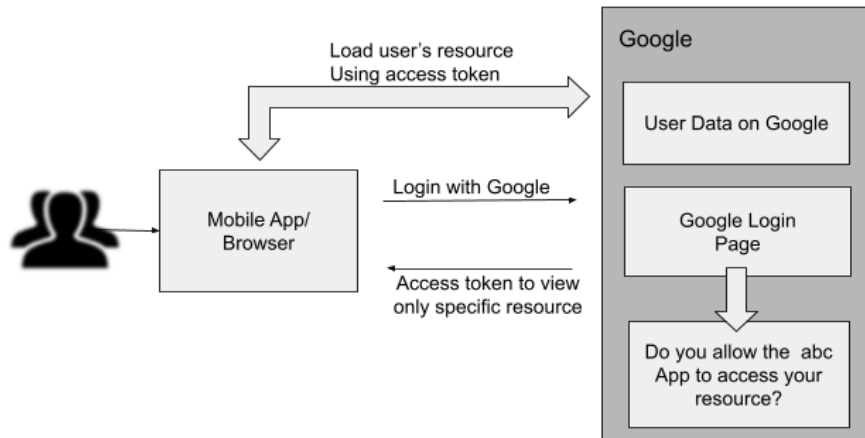 Load user's resource
Using access token
Google
User Data on Google
Mobile App/
Browser
Login with Google
Google Login
Page
Access token to view
only specific resource
Do you allow the abc
App to access your
resource?